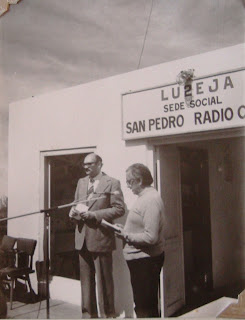 LU2EJA
SEDE SOCIAL
SAN PEDRO RADIO C